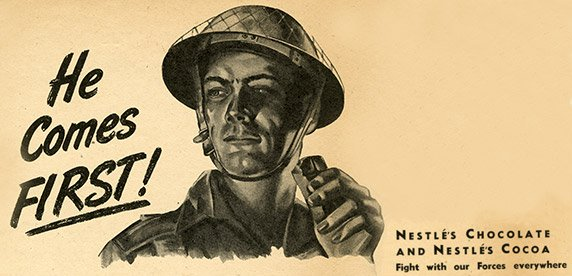 He
Comes
FIRST!
NESTLÉ'S CHOCOLATE
AND NESTLÉ'S COCOA
Fight with our Forces everywhere